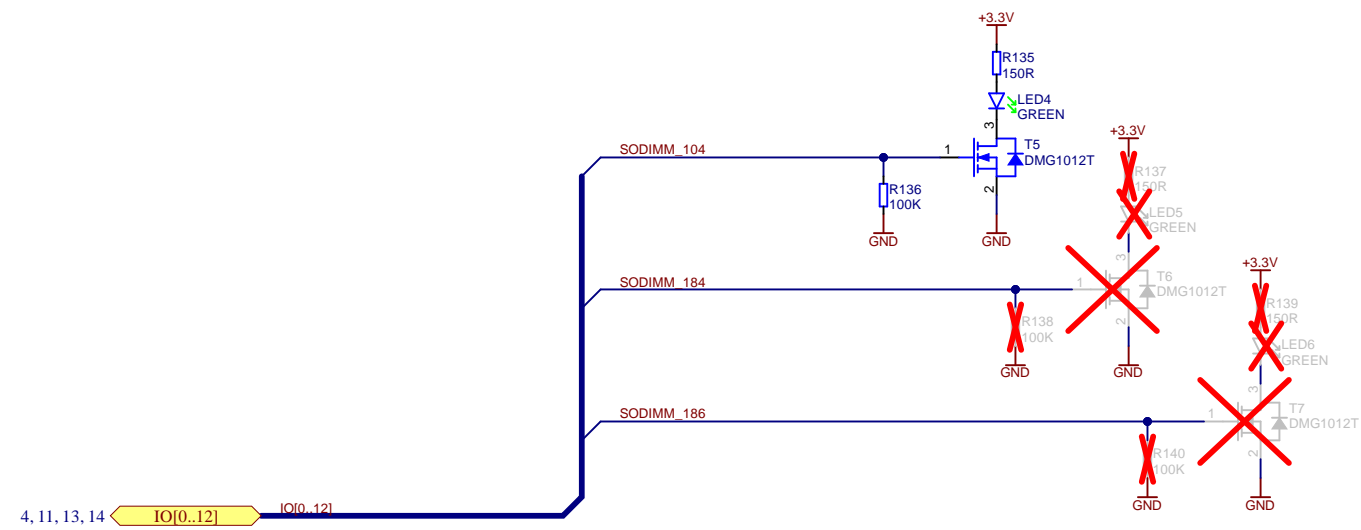 +3.3V
R135
150R
LED4
GREEN
3
+3.3V
SODIMM_104
1
T5
DMG1012T
R137
150R
2
R136
100K
LED5
GREEN
GND
GND
3
+3.3V
SODIMM_184
1
T6
DMG1012T
R139
150R
2
R138
100K
LED6
GREEN
GND
GND
3
SODIMM_186
1
T7
DMG1012T
2
R140
100K
GND
GND
4, 11, 13, 14
IO[0..12]
IO[0..12]